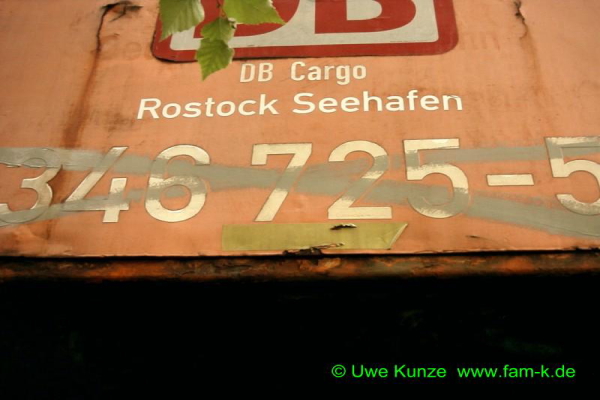 DB
DB Cargo
Rostock Seehafen
346 725-5
© Uwe Kunze www.fam-k.de